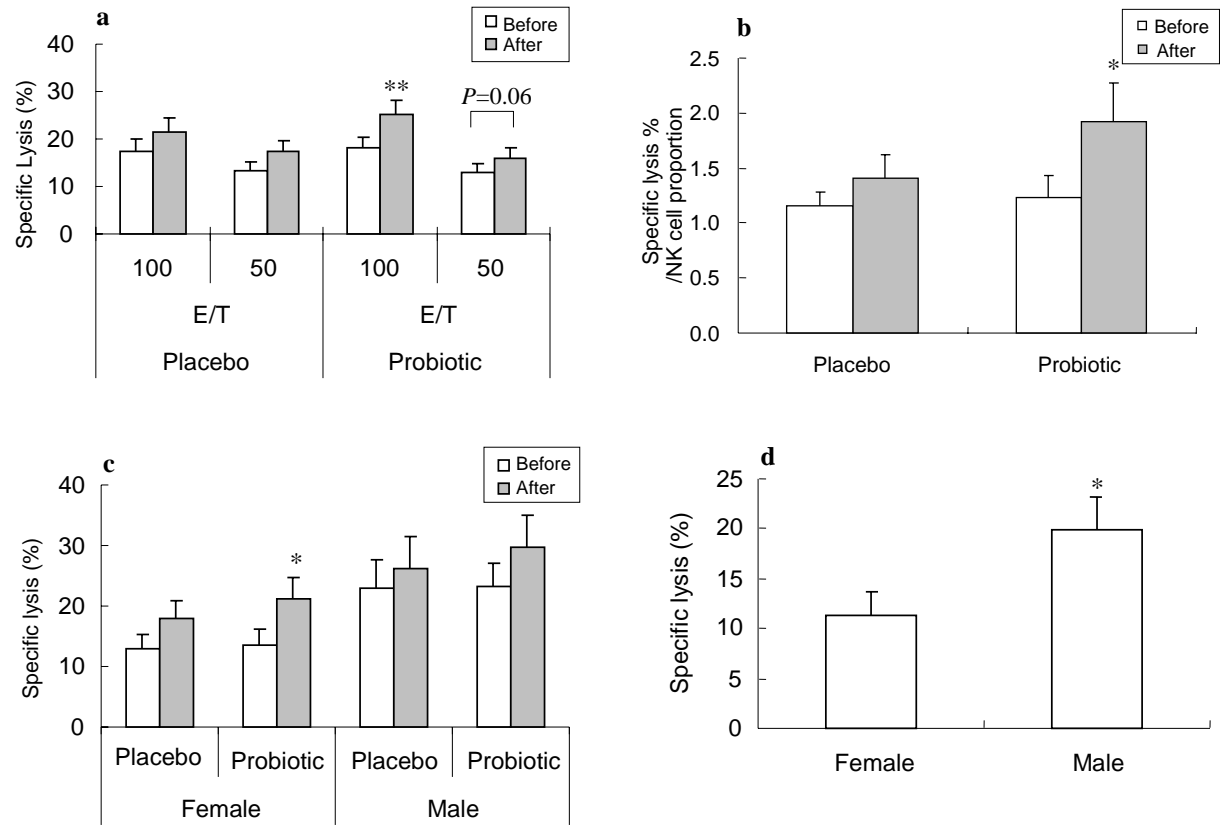 a
Before
After
Specific Lysis (%)
40
30
20
10
0
**
P=0.06
100 50 100 50
E/T E/T
Placebo Probiotic
b
Before
After
Specific lysis %
/NK cell proportion
2.5
2.0
1.5
1.0
0.5
0.0
*
Placebo Probiotic
c
Before
After
Specific lysis (%)
40
30
20
10
0
*
Placebo Probiotic Placebo Probiotic
Female Male
d
Specific lysis (%)
25
20
15
10
5
0
*
Female Male